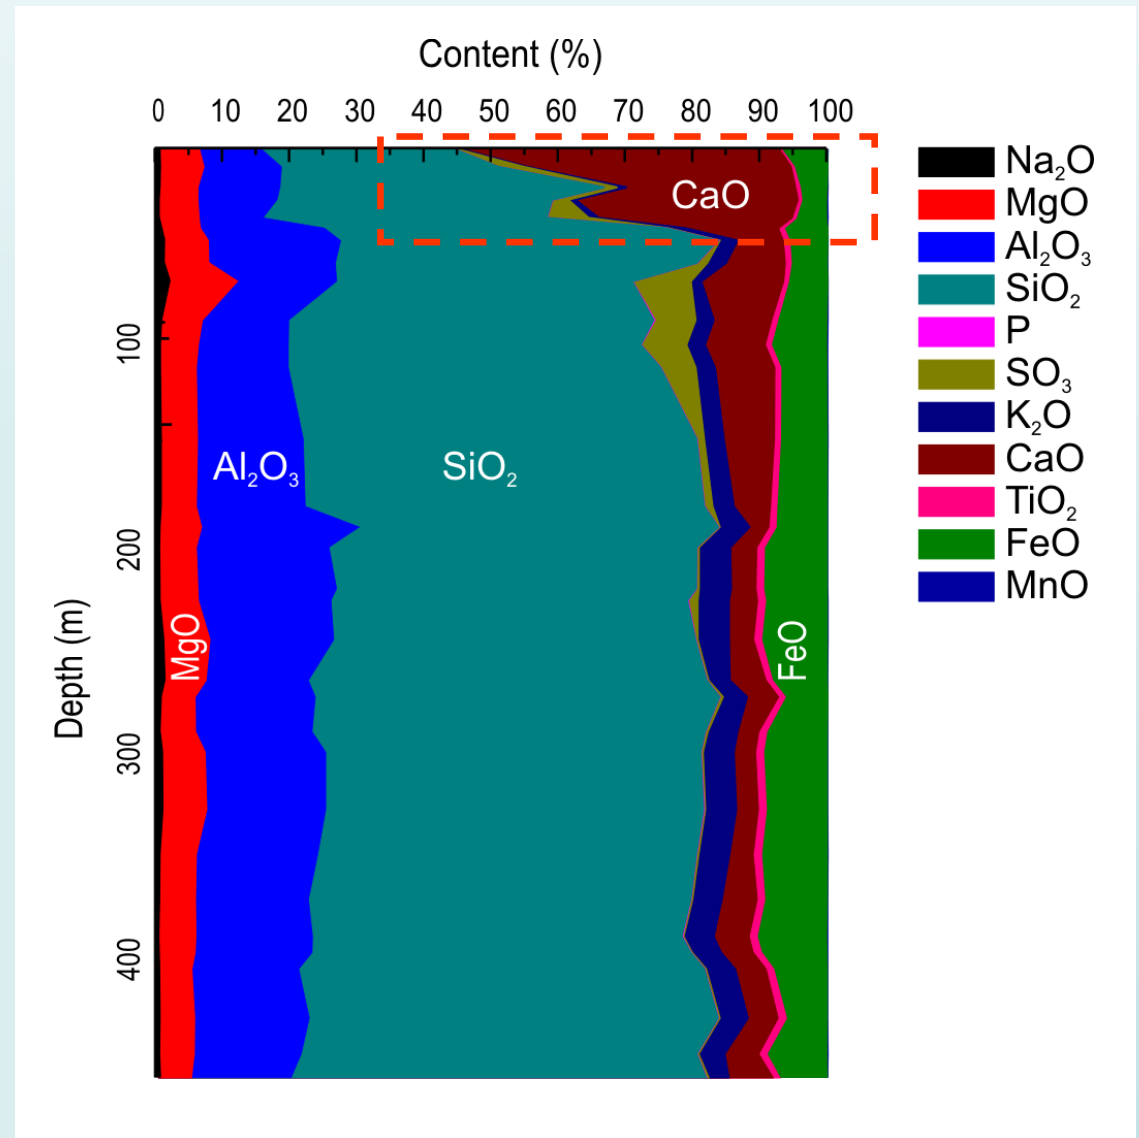 Content (%)
0 10 20 30 40 50 60 70 80 90 100
CaO
Al₂O₃
SiO₂
MgO
FeO
Depth (m)
100
200
300
400
Na₂O
MgO
Al₂O₃
SiO₂
P
SO₃
K₂O
CaO
TiO₂
FeO
MnO